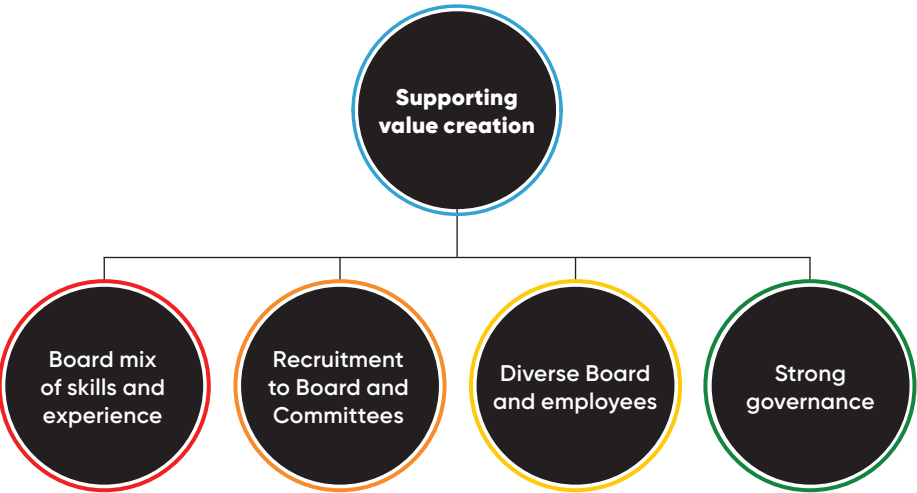 Supporting
value creation
Board mix
of skills and
experience
Recruitment
to Board and
Committees
Diverse Board
and employees
Strong
governance